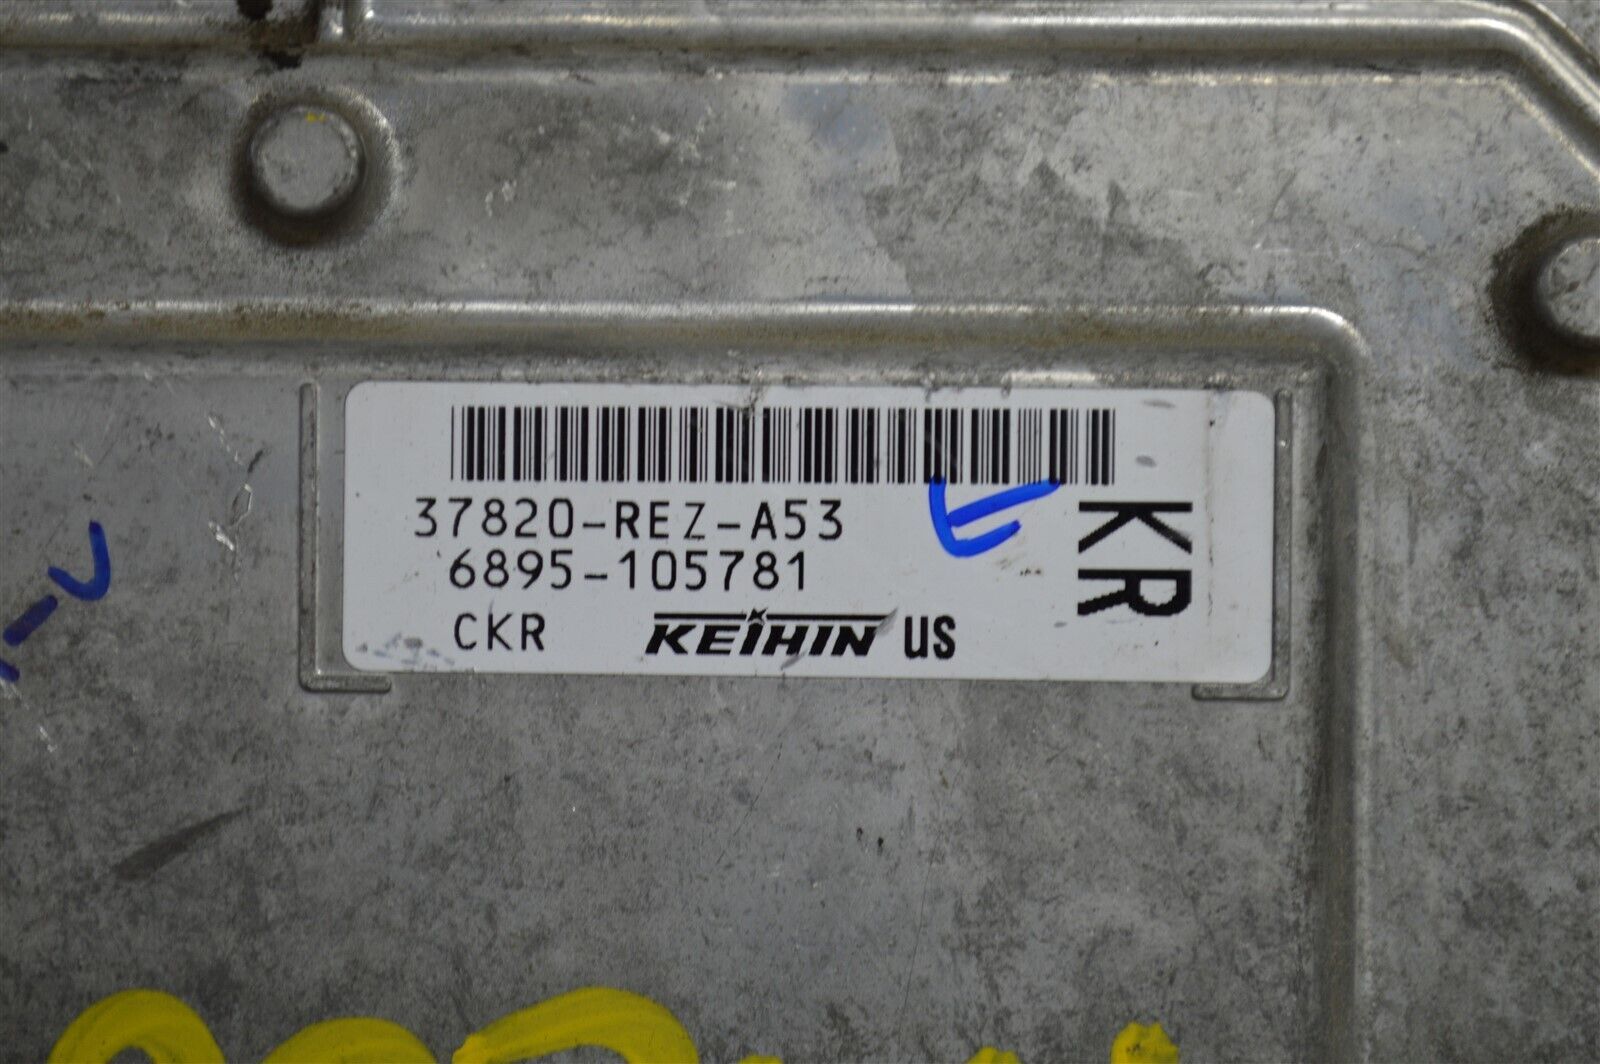 37820-REZ-A53
6895-105781
CKR KEIHIN US
KR
E